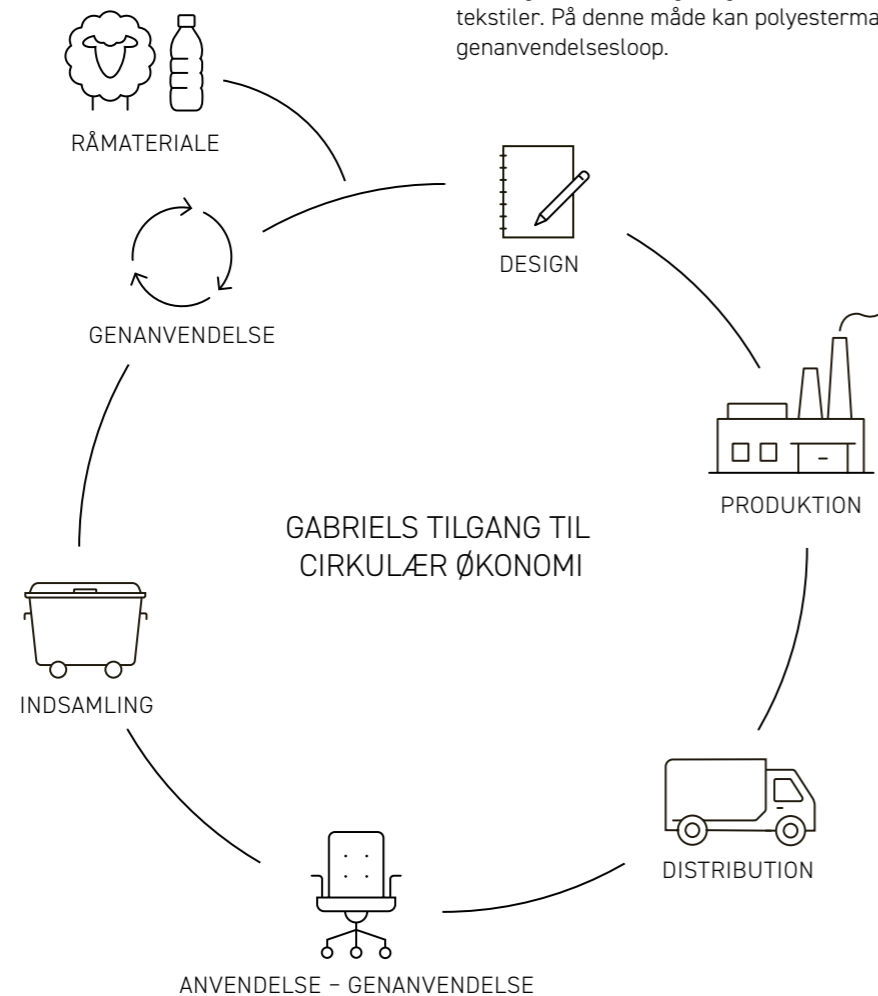 tekstiler. På denne måde kan
genanvendelsesloop.
RÅMATERIALE
DESIGN
GENANVENDELSE
PRODUKTION
GABRIELS TILGANG TIL
CIRKULÆR ØKONOMI
INDSAMLING
DISTRIBUTION
ANVENDELSE – GENANVENDELSE